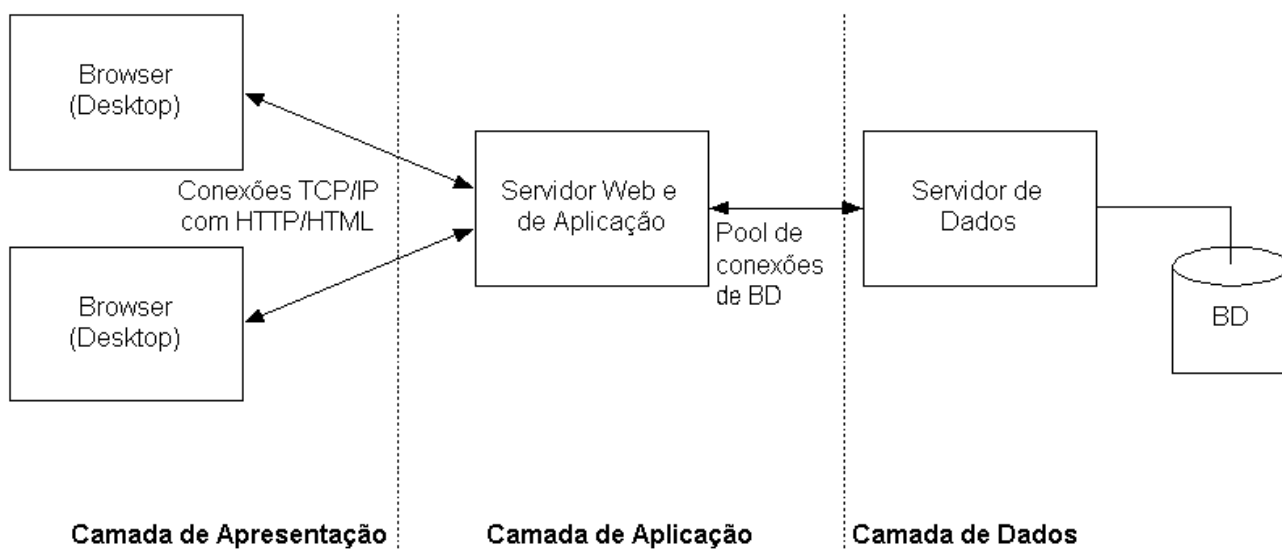 Browser
(Desktop)
Conexões TCP/IP
com HTTP/HTML
Browser
(Desktop)
Servidor Web e
de Aplicação
Pool de
conexões
de BD
Servidor de
Dados
BD
Camada de Apresentação
Camada de Aplicação
Camada de Dados